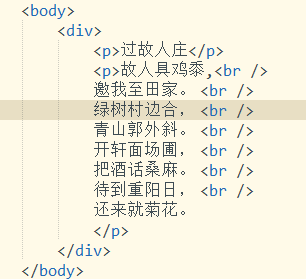 <body>
<div>
<p>过故人庄</p>
<p>故人具鸡黍,<br />
邀我至田家。<br />
绿树村边合，<br />
青山郭外斜。<br />
开轩面场圃，<br />
把酒话桑麻。<br />
待到重阳日，<br />
还来就菊花。
</p>
</div>
</body>